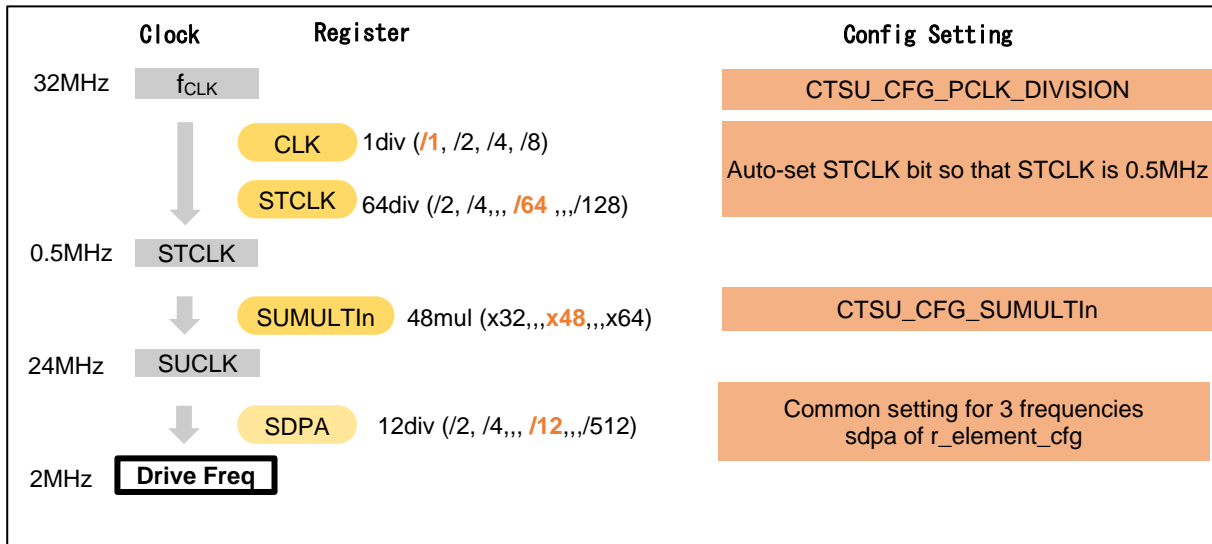 Clock Register Config Setting
32MHz fCLK CTSU_CFG_PCLK_DIVISION
CLK 1div (/1, /2, /4, /8)
Auto-set STCLK bit so that STCLK is 0.5MHz
STCLK 64div (/2, /4,,, /64 ,,,/128)
0.5MHz STCLK
SUMULTIn 48mul (x32,,,x48,,,x64) CTSU_CFG_SUMULTIn
24MHz SUCLK
SDPA 12div (/2, /4,,, /12,,,/512)
Common setting for 3 frequencies
sdpa of r_element_cfg
2MHz Drive Freq